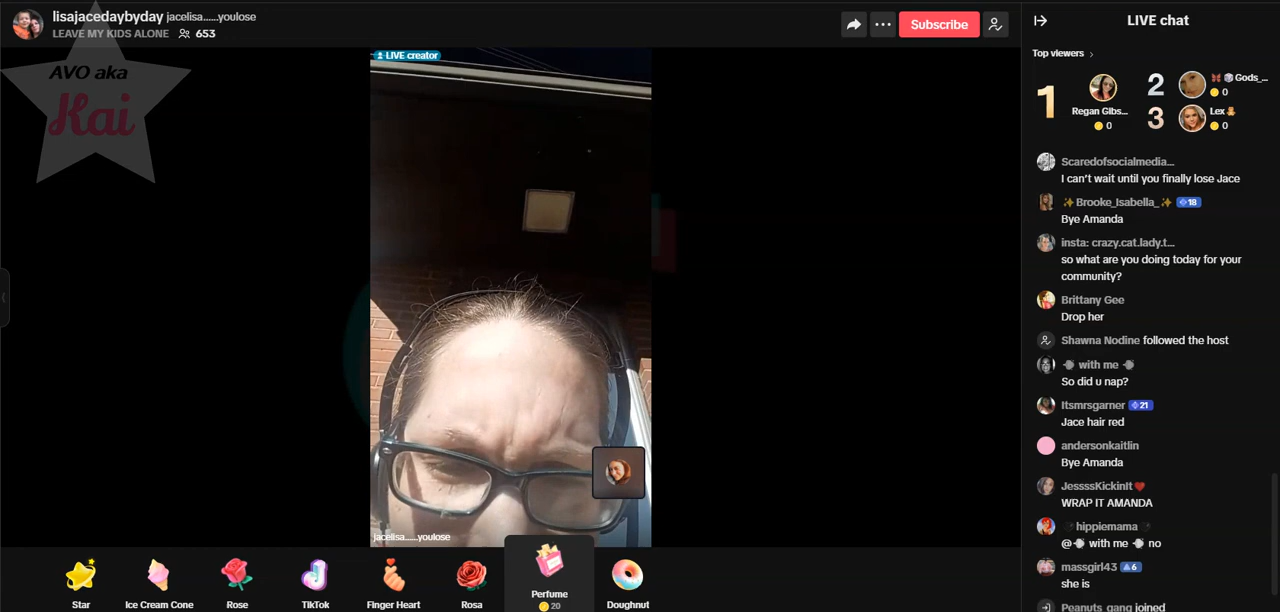 lisajacedaybyday jacelisa......youlose
LEAVE MY KIDS ALONE 653
Subscribe
AVO aka
Kai
LIVE creator
jacelisa......youlose
Star
Ice Cream Cone
Rose
TikTok
Finger Heart
Rosa
Perfume
20
Doughnut
LIVE chat
Top viewers
1
Regan Gibs...
0
2
Gods_...
0
3
Lex
0
Scaredofsocialmedia...
I can't wait until you finally lose Jace
Brooke_Isabella_ 18
Bye Amanda
insta: crazy.cat.lady.t...
so what are you doing today for your
community?
Brittany Gee
Drop her
Shawna Nodine followed the host
with me
So did u nap?
Itsmrsgarner 21
Jace hair red
andersonkaitlin
Bye Amanda
JessssKickinIt
WRAP IT AMANDA
hippiemama
@ with me no
massgirl43 6
she is
Peanuts_gang joined